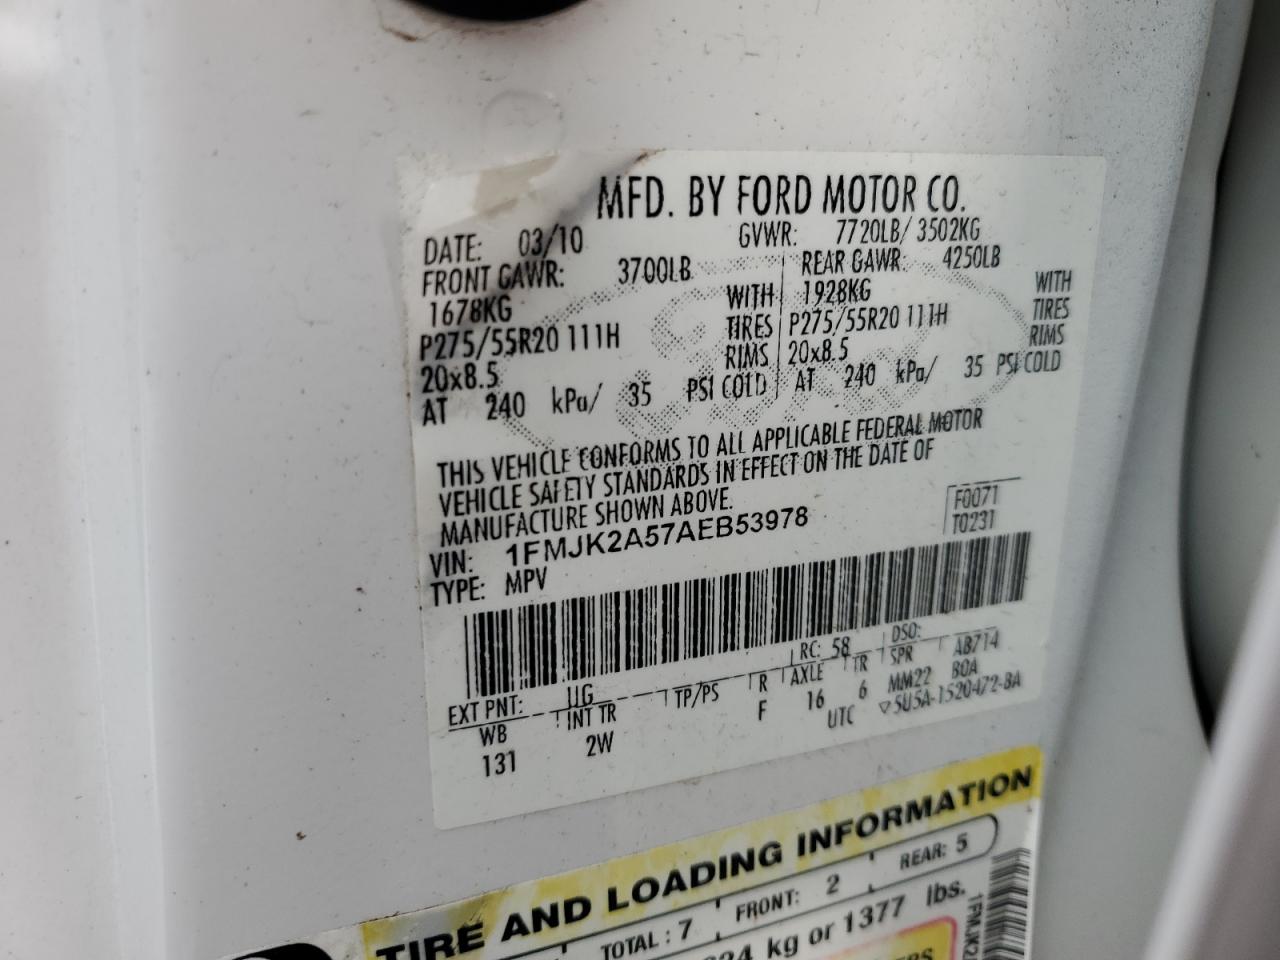 MFD. BY FORD MOTOR CO.
DATE: 03/10 GVWR: 7720LB/ 3502KG
FRONT GAWR: 3700LB REAR GAWR: 4250LB
1678KG WITH 1928KG WITH
P275/55R20 111H TIRES P275/55R20 111H TIRES
20x8.5 RIMS 20x8.5 RIMS
AT 240 kPa/ 35 PSI COLD AT 240 kPa/ 35 PSI COLD
THIS VEHICLE CONFORMS TO ALL APPLICABLE FEDERAL MOTOR
VEHICLE SAFETY STANDARDS IN EFFECT ON THE DATE OF
MANUFACTURE SHOWN ABOVE.
F0071
VIN: 1FMJK2A57AEB53978 T0231
TYPE: MPV
EXT PNT: UG RC: 58 DSO:
WB INT TR TP/PS R AXLE TR SPR AB714
131 2W F 16 6 MM22 BOA
UTC ▽5U5A-1520472-BA
TIRE AND LOADING INFORMATION
TOTAL : 7 FRONT: 2 REAR: 5
kg or 1377 lbs.